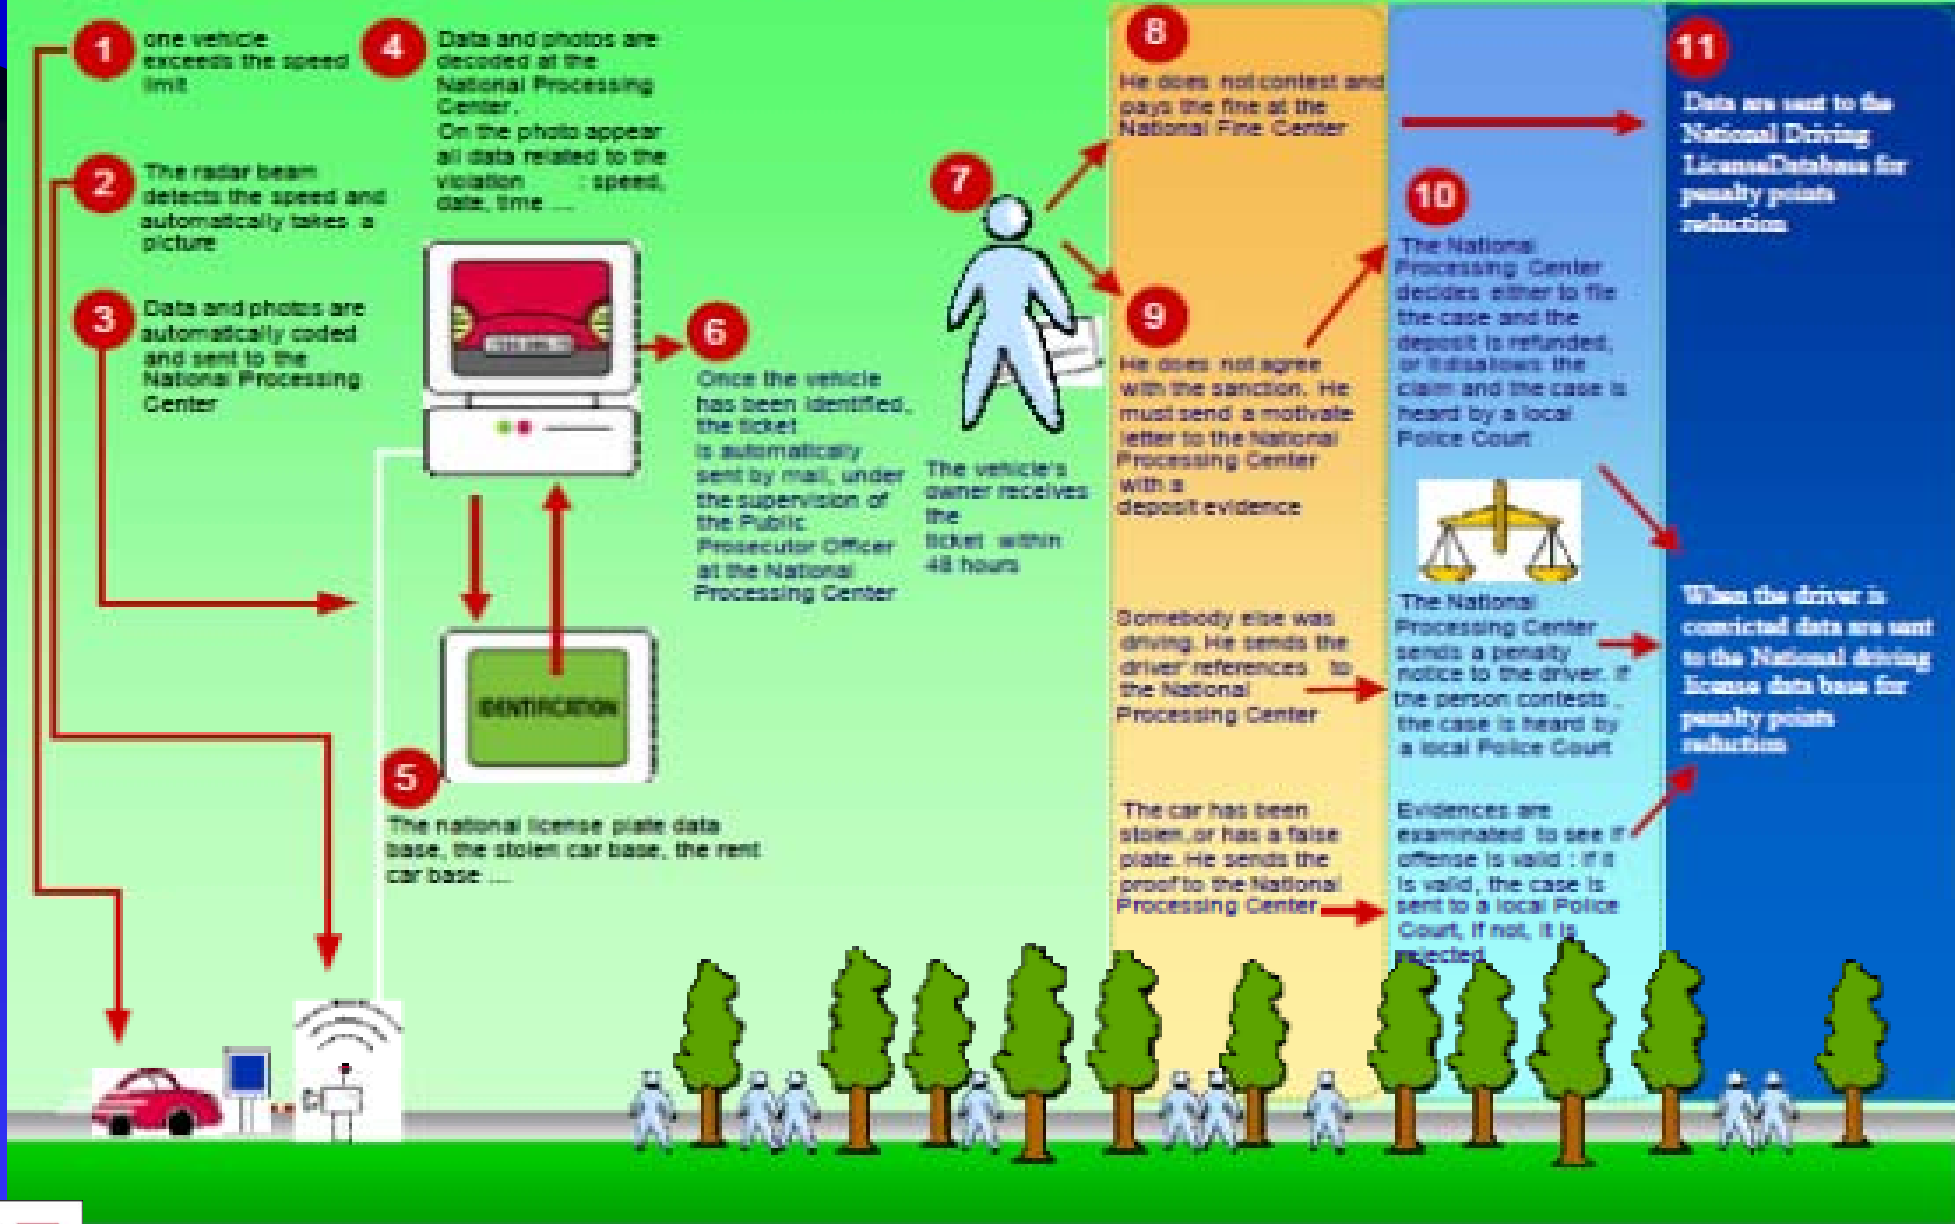 1
one vehicle
exceeds the speed
limit
2
The radar beam
detects the speed and
automatically takes a
picture
3
Data and photos are
automatically coded
and sent to the
National Processing
Center
4
Data and photos are
decoded at the
National Processing
Center.
On the photo appear
all data related to the
violation : speed,
date, time ....
IDENTIFICATION
5
The national license plate data
base, the stolen car base, the rent
car base ....
6
Once the vehicle
has been identified,
the ticket
is automatically
sent by mail, under
the supervision of
the Public
Prosecutor Officer
at the National
Processing Center
7
The vehicle's
owner receives
the
ticket within
48 hours
8
He does not contest and
pays the fine at the
National Fine Center
9
He does not agree
with the sanction. He
must send a motivate
letter to the National
Processing Center
with a
deposit evidence
Somebody else was
driving. He sends the
driver' references to
the National
Processing Center
The car has been
stolen,or has a false
plate. He sends the
proof to the National
Processing Center
10
The National
Processing Center
decides either to file
the case and the
deposit is refunded,
or itdisalows the
claim and the case is
heard by a local
Police Court
The National
Processing Center
sends a penalty
notice to the driver. If
the person contests ,
the case is heard by
a local Police Court
Evidences are
examinated to see if
offense is valid : if it
is valid, the case is
sent to a local Police
Court, if not, it is
rejected
11
Data are sent to the
National Driving
LicenseDatabase for
penalty points
reduction
When the driver is
convicted data are sent
to the National driving
license data base for
penalty points
reduction